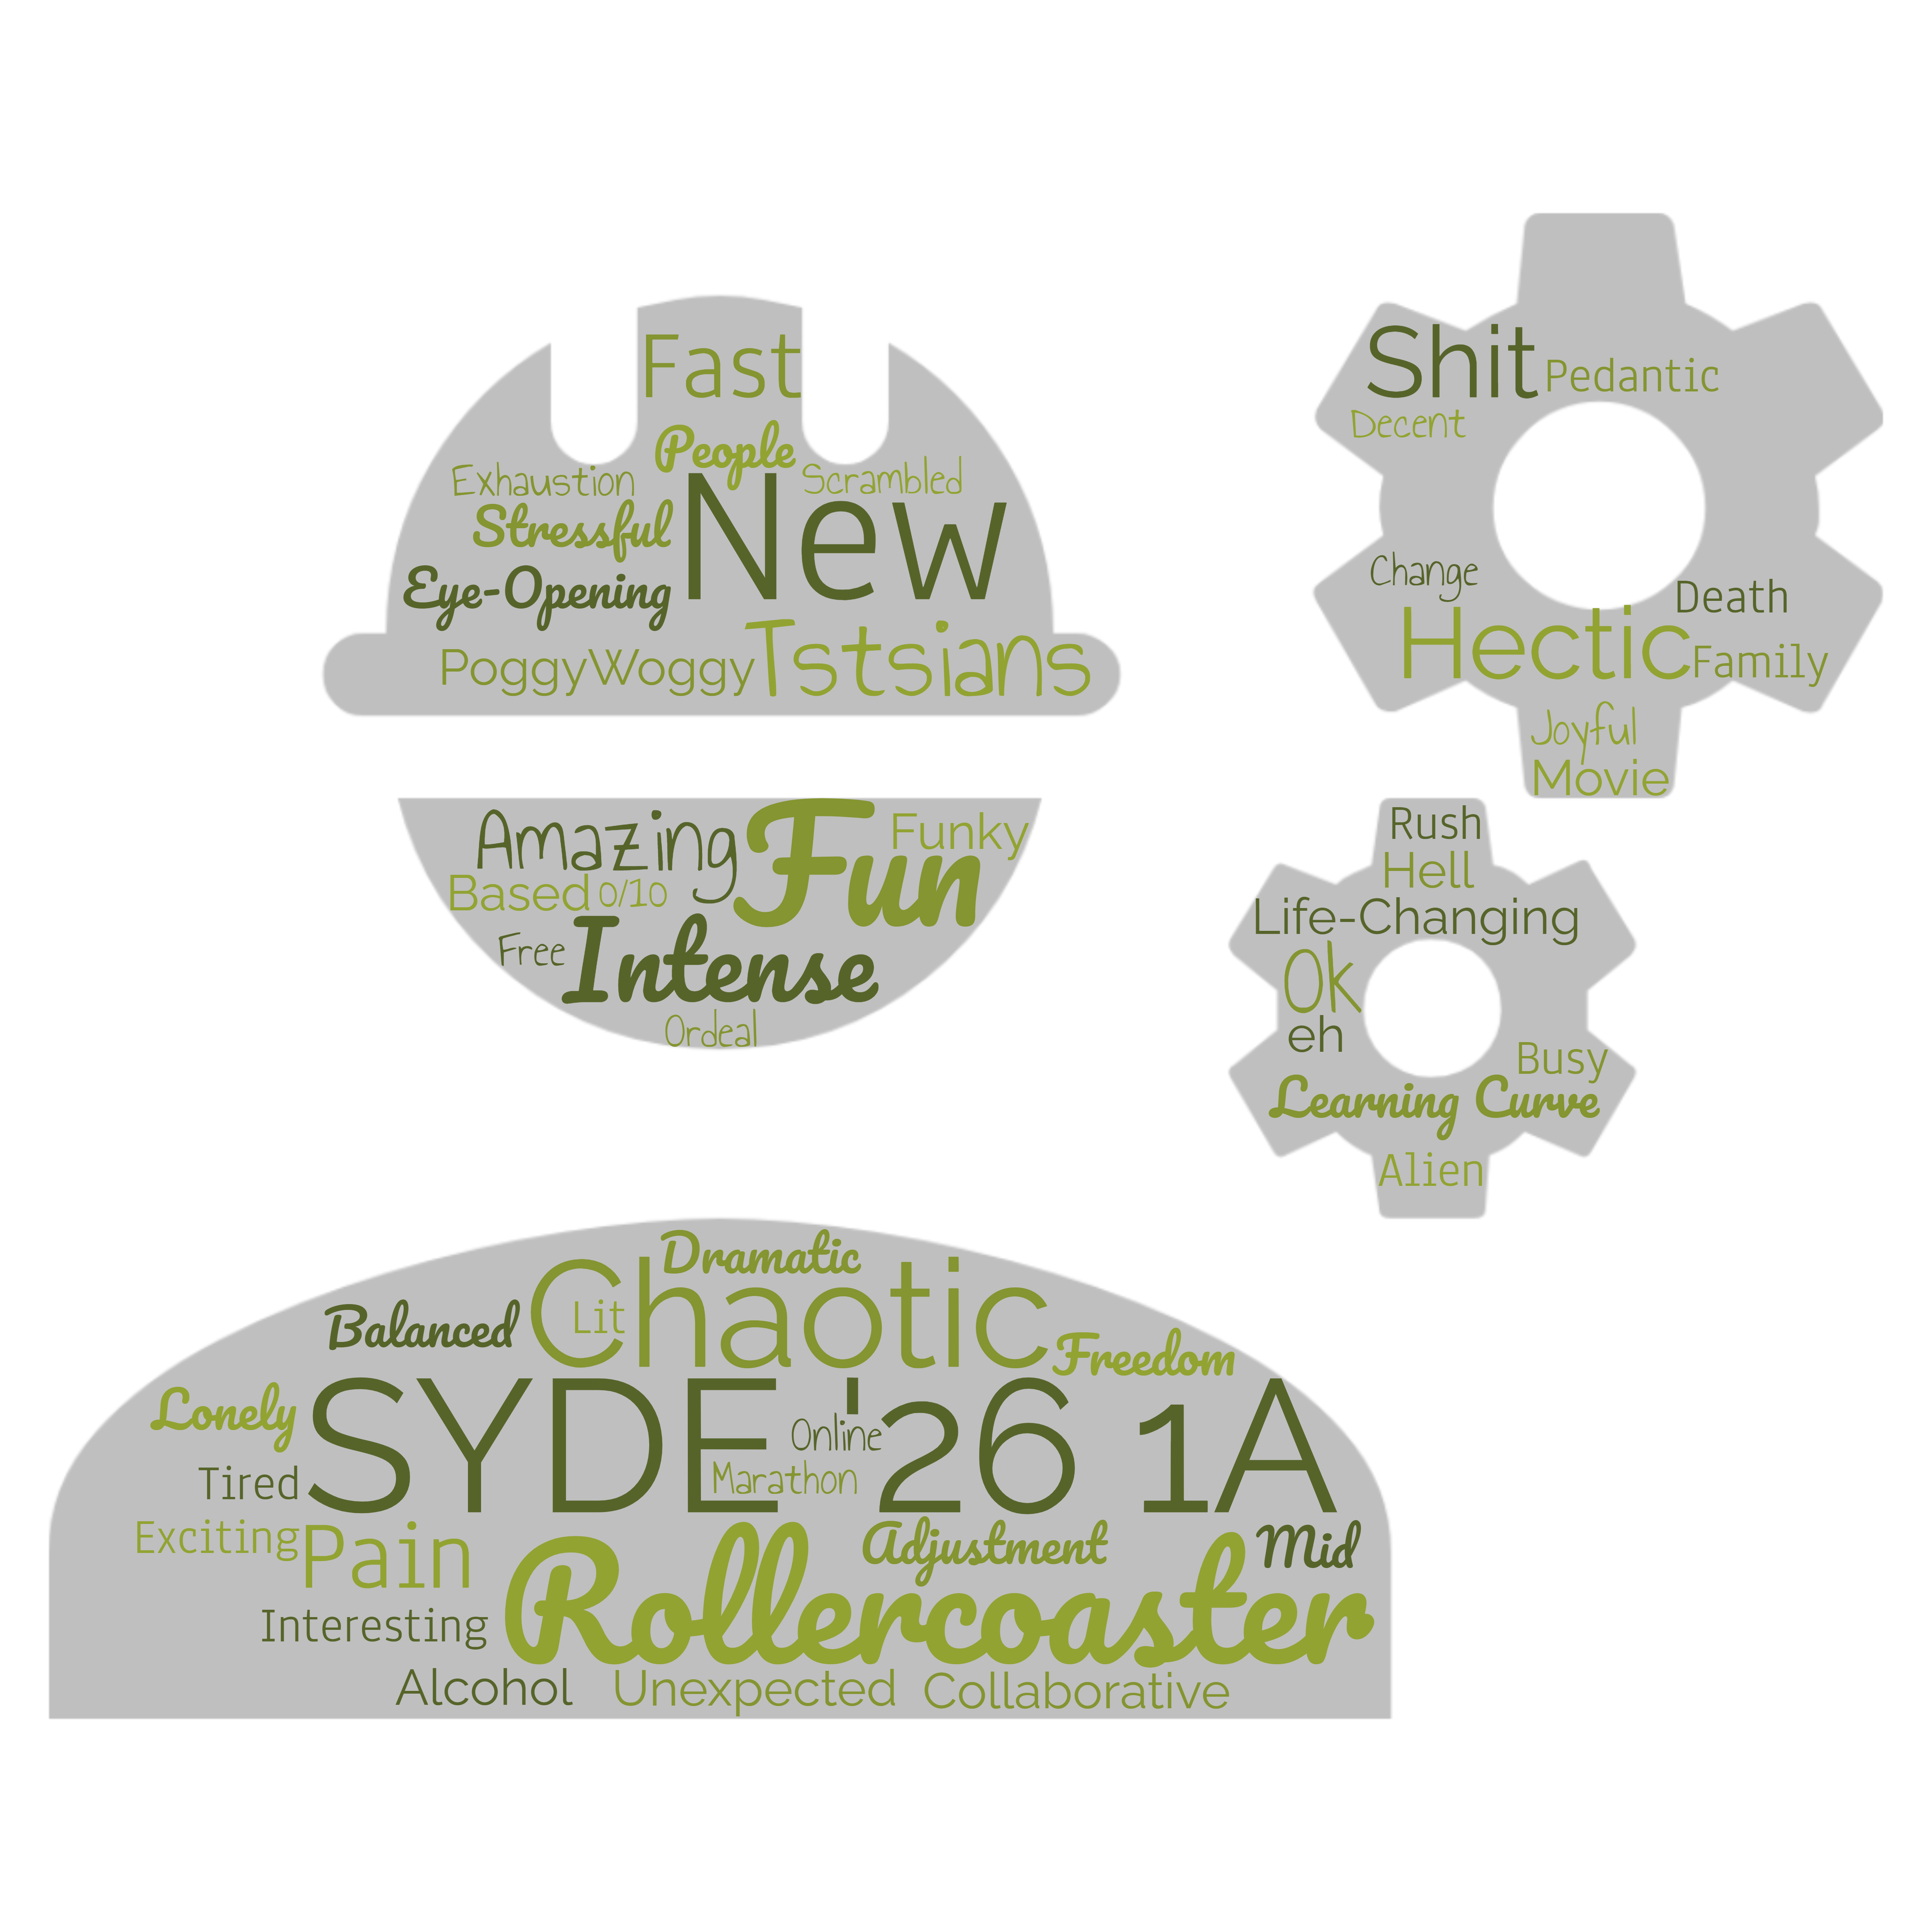 Fast
People
Exhaustion
Scrambled
Stressful
New
Eye-Opening
PoggyWoggy
Tstsians
Shit
Pedantic
Decent
Change
Death
Hectic
Family
Joyful
Movie
Amazing
Fun
Funky
Based
0/10
Free
Intense
Ordeal
Rush
Hell
Life-Changing
Ok
eh
Busy
Learning Curve
Alien
Dramatic
Balanced
Chaotic
Lit
Freedom
Lonely
SYDE '26 1A
Online
Marathon
Tired
Exciting
Pain
Adjustment
Mid
Rollercoaster
Interesting
Alcohol
Unexpected
Collaborative